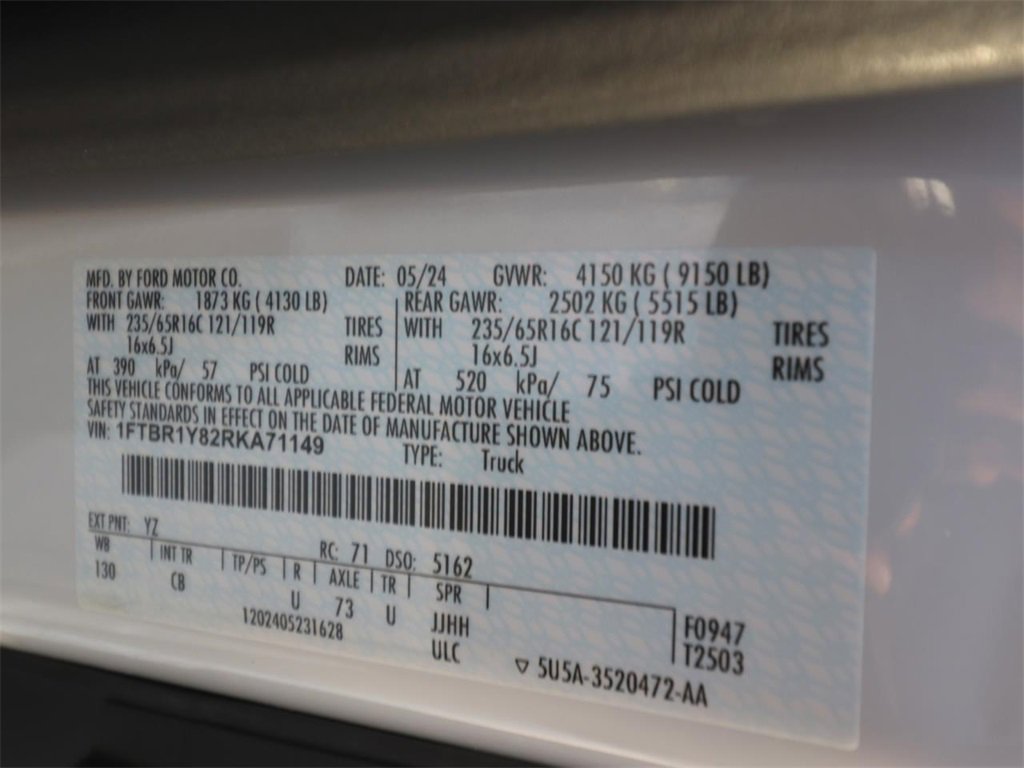 MFD. BY FORD MOTOR CO. DATE: 05/24 GVWR: 4150 KG ( 9150 LB)
FRONT GAWR: 1873 KG ( 4130 LB) REAR GAWR: 2502 KG ( 5515 LB)
WITH 235/65R16C 121/119R TIRES WITH 235/65R16C 121/119R TIRES
16x6.5J RIMS 16x6.5J RIMS
AT 390 kPa/ 57 PSI COLD AT 520 kPa/ 75 PSI COLD
THIS VEHICLE CONFORMS TO ALL APPLICABLE FEDERAL MOTOR VEHICLE
SAFETY STANDARDS IN EFFECT ON THE DATE OF MANUFACTURE SHOWN ABOVE.
VIN: 1FTBR1Y82RKA71149 TYPE: Truck
EXT PNT: YZ RC: 71 DSO: 5162
WB INT TR TP/PS R AXLE TR SPR
130 CB U 73 U JJHH F0947
1202405231628 ULC T2503
5U5A-3520472-AA